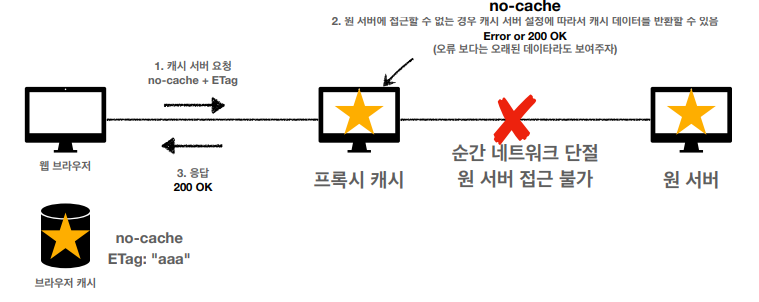 no-cache
2. 원 서버에 접근할 수 없는 경우 캐시 서버 설정에 따라서 캐시 데이터를 반환할 수 있음
Error or 200 OK
(오류 보다는 오래된 데이타라도 보여주자)
1. 캐시 서버 요청
no-cache + ETag
웹 브라우저
3. 응답
200 OK
프록시 캐시
순간 네트워크 단절
원 서버 접근 불가
원 서버
no-cache
ETag: "aaa"
브라우저 캐시